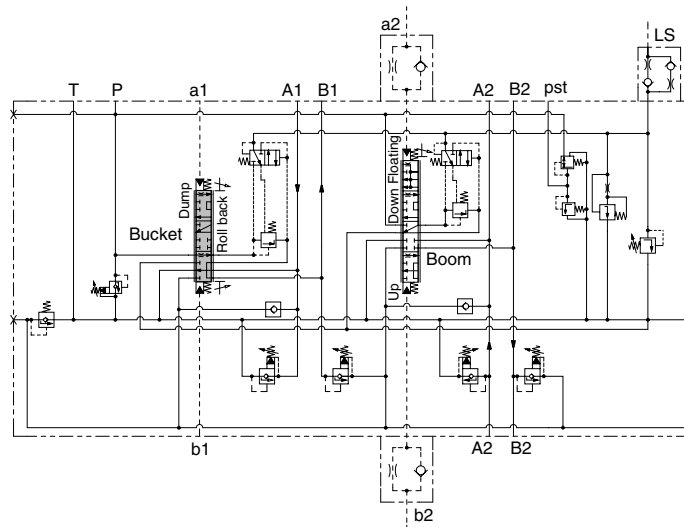 a2
LS
T P a1 A1 B1 A2 B2 pst
Dump
Roll back
Bucket
Down Floating
Up
Boom
b1
A2 B2
b2